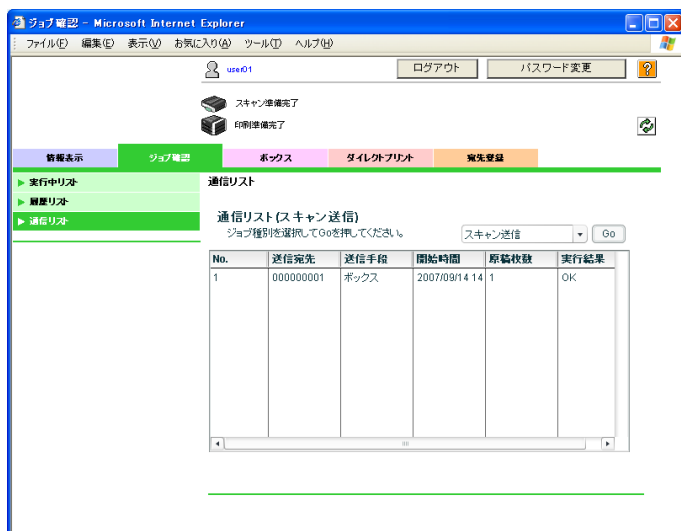 ジョブ確認 - Microsoft Internet Explorer
ファイル(F) 編集(E) 表示(V) お気に入り(A) ツール(T) ヘルプ(H)
user01 ログアウト パスワード変更 ?
スキャン準備完了
印刷準備完了
情報表示 ジョブ確認 ボックス ダイレクトプリント 宛先登録
実行中リスト
履歴リスト
通信リスト
通信リスト
通信リスト(スキャン送信)
ジョブ種別を選択してGoを押してください。 スキャン送信 Go
No. 送信宛先 送信手段 開始時間 原稿枚数 実行結果
1 000000001 ボックス 2007/09/14 14 1 OK